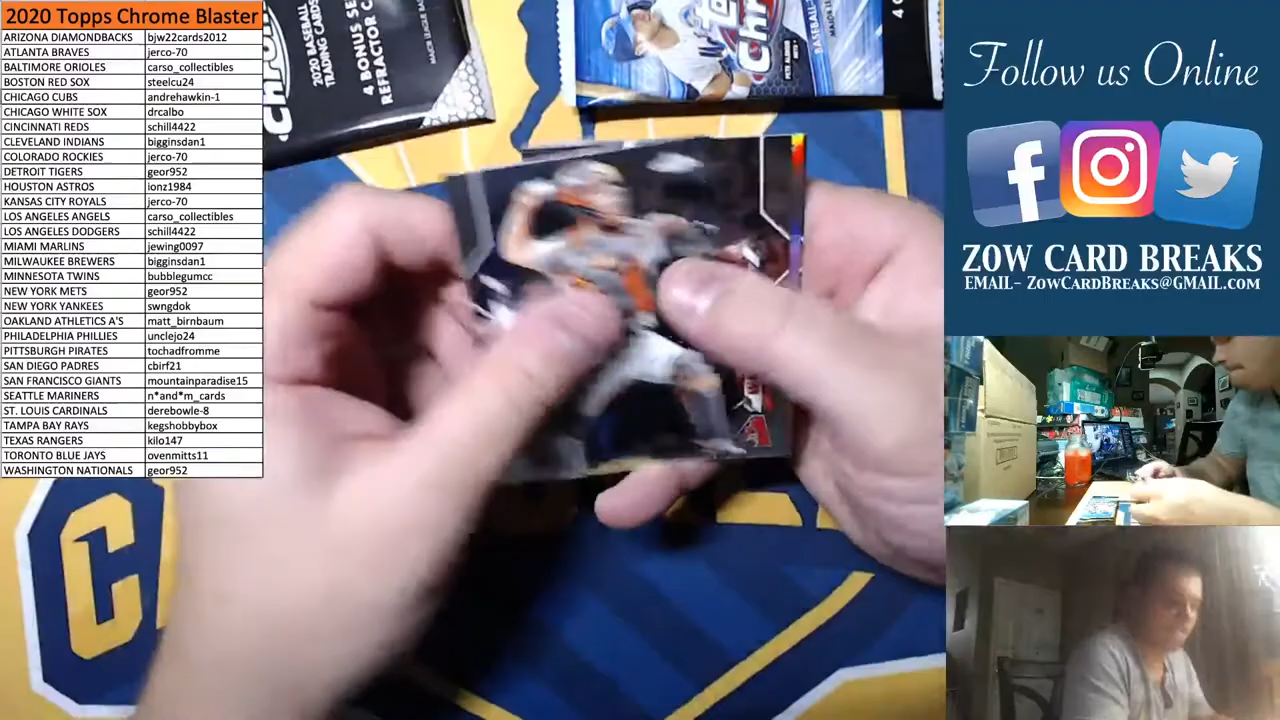 2020 Topps Chrome Blaster
ARIZONA DIAMONDBACKS bjw22cards2012
ATLANTA BRAVES jerco-70
BALTIMORE ORIOLES carso_collectibles
BOSTON RED SOX steelcu24
CHICAGO CUBS andrehawkin-1
CHICAGO WHITE SOX drcalbo
CINCINNATI REDS schill4422
CLEVELAND INDIANS bigginsdan1
COLORADO ROCKIES jerco-70
DETROIT TIGERS geor952
HOUSTON ASTROS ionz1984
KANSAS CITY ROYALS jerco-70
LOS ANGELES ANGELS carso_collectibles
LOS ANGELES DODGERS schill4422
MIAMI MARLINS jewing0097
MILWAUKEE BREWERS bigginsdan1
MINNESOTA TWINS bubblegumcc
NEW YORK METS geor952
NEW YORK YANKEES swngdok
OAKLAND ATHLETICS A'S matt_birnbaum
PHILADELPHIA PHILLIES unclejo24
PITTSBURGH PIRATES tochadfromme
SAN DIEGO PADRES cbirf21
SAN FRANCISCO GIANTS mountainparadise15
SEATTLE MARINERS n*and*m_cards
ST. LOUIS CARDINALS derebowle-8
TAMPA BAY RAYS kegshobbybox
TEXAS RANGERS kilo147
TORONTO BLUE JAYS ovenmitts11
WASHINGTON NATIONALS geor952
2020 BASEBALL
TRADING CARDS
4 BONUS
REFRACTOR
Chrome
BASEBALL
PETE ALONSO
C
Follow us Online
ZOW CARD BREAKS
EMAIL- ZOWCARDBREAKS@GMAIL.COM